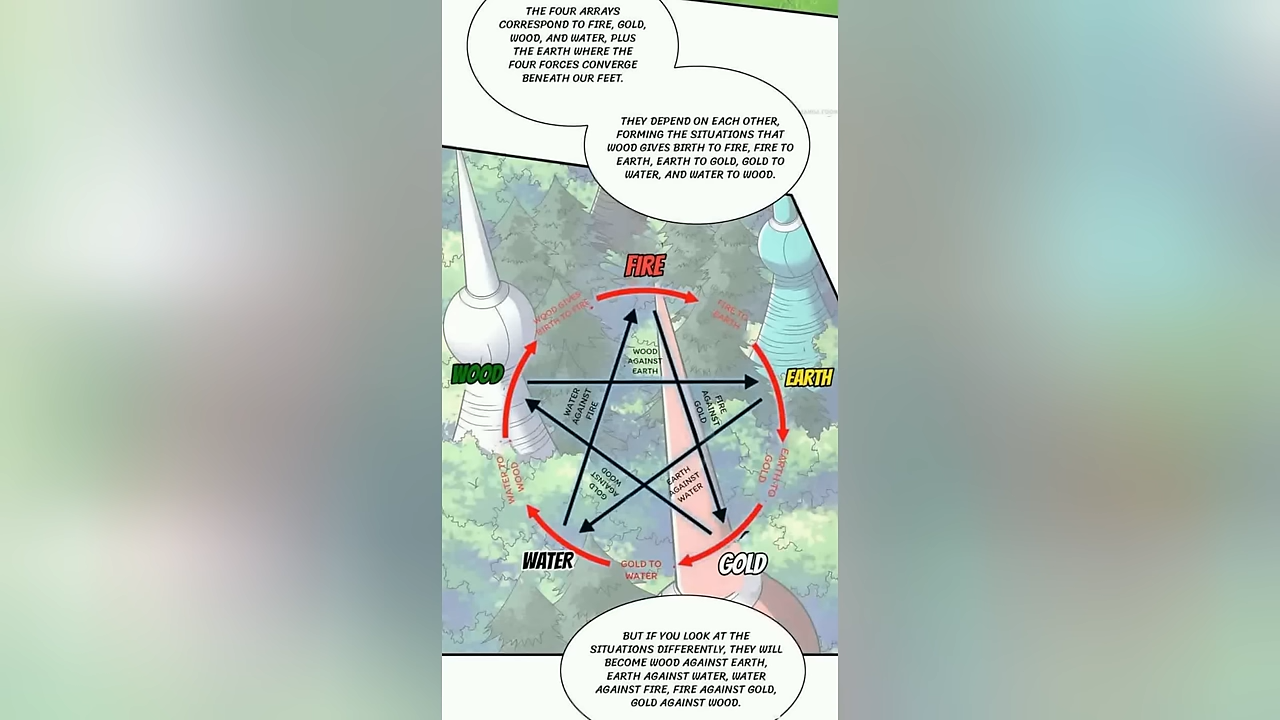 THE FOUR ARRAYS
CORRESPOND TO FIRE, GOLD,
WOOD, AND WATER, PLUS
THE EARTH WHERE THE
FOUR FORCES CONVERGE
BENEATH OUR FEET.
THEY DEPEND ON EACH OTHER,
FORMING THE SITUATIONS THAT
WOOD GIVES BIRTH TO FIRE, FIRE TO
EARTH, EARTH TO GOLD, GOLD TO
WATER, AND WATER TO WOOD.
FIRE
WOOD GIVES
BIRTH TO FIRE
FIRE TO
EARTH
WOOD
AGAINST
EARTH
WOOD
EARTH
WATER
AGAINST
FIRE
FIRE
AGAINST
GOLD
WATER TO
WOOD
GOLD
AGAINST
WOOD
EARTH
AGAINST
WATER
EARTH TO
GOLD
WATER
GOLD
GOLD TO
WATER
BUT IF YOU LOOK AT THE
SITUATIONS DIFFERENTLY, THEY WILL
BECOME WOOD AGAINST EARTH,
EARTH AGAINST WATER, WATER
AGAINST FIRE, FIRE AGAINST GOLD,
GOLD AGAINST WOOD.